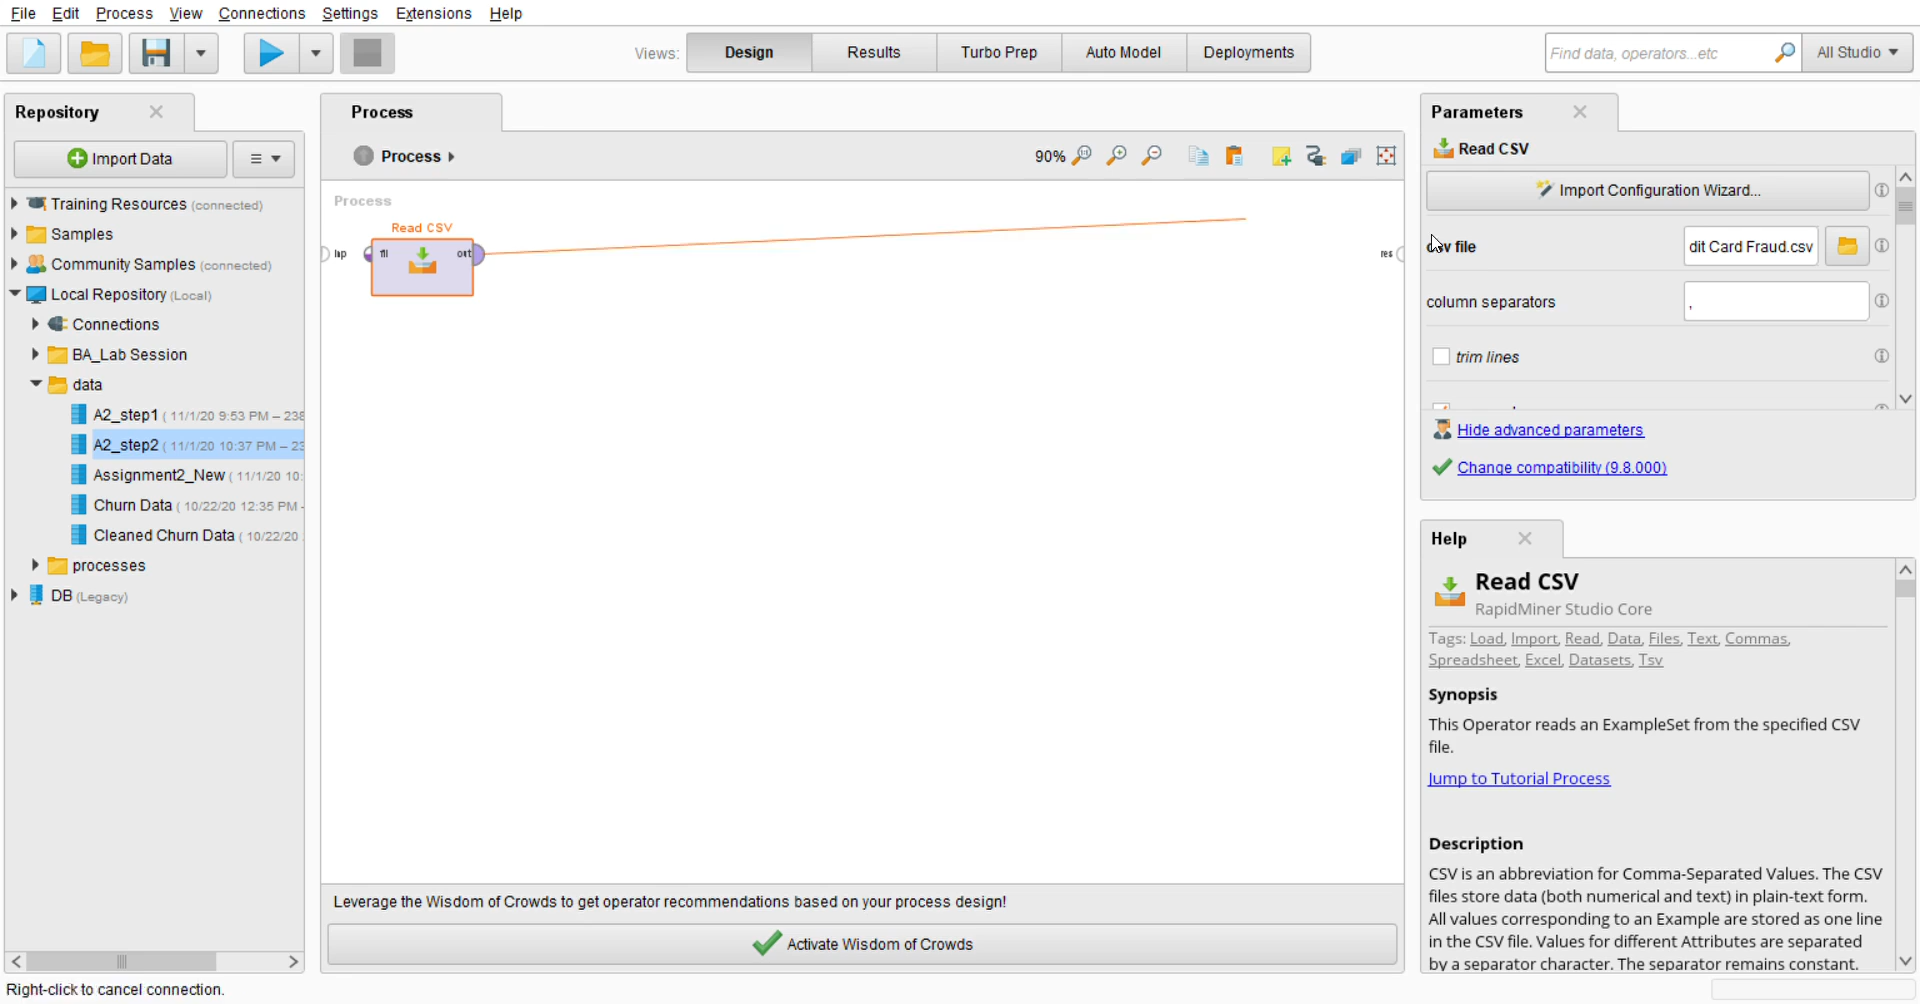 File Edit Process View Connections Settings Extensions Help
Views: Design Results Turbo Prep Auto Model Deployments
Find data, operators...etc All Studio
Repository
Import Data
Training Resources (connected)
Samples
Community Samples (connected)
Local Repository (Local)
Connections
BA_Lab Session
data
A2_step1 ( 11/1/20 9:53 PM – 238
A2_step2 ( 11/1/20 10:37 PM – 23
Assignment2_New ( 11/1/20 10:
Churn Data ( 10/22/20 12:35 PM -
Cleaned Churn Data ( 10/22/20
processes
DB (Legacy)
Process
Process
90%
Process
Read CSV
inp fil out res
Leverage the Wisdom of Crowds to get operator recommendations based on your process design!
Activate Wisdom of Crowds
Parameters
Read CSV
Import Configuration Wizard...
csv file dit Card Fraud.csv
column separators ,
trim lines
Hide advanced parameters
Change compatibility (9.8.000)
Help
Read CSV
RapidMiner Studio Core
Tags: Load, Import, Read, Data, Files, Text, Commas,
Spreadsheet, Excel, Datasets, Tsv
Synopsis
This Operator reads an ExampleSet from the specified CSV
file.
Jump to Tutorial Process
Description
CSV is an abbreviation for Comma-Separated Values. The CSV
files store data (both numerical and text) in plain-text form.
All values corresponding to an Example are stored as one line
in the CSV file. Values for different Attributes are separated
by a separator character. The separator remains constant.
Right-click to cancel connection.